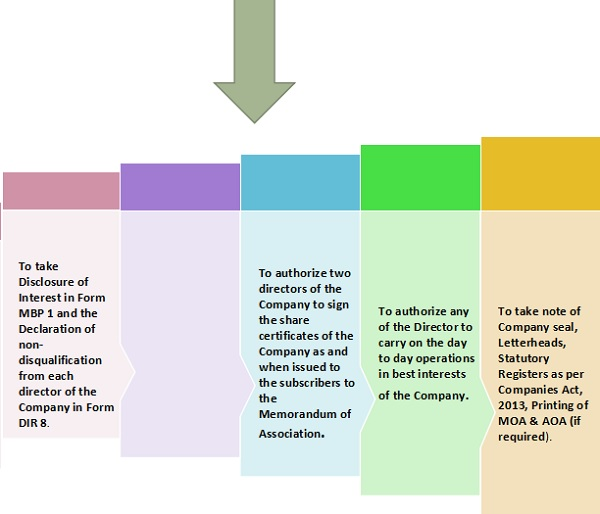 To take
Disclosure of
Interest in Form
MBP 1 and the
Declaration of
non-
disqualification
from each
director of the
Company in Form
DIR 8.
To authorize two
directors of the
Company to sign
the share
certificates of the
Company as and
when issued to
the subscribers to
the
Memorandum of
Association.
To authorize any
of the Director to
carry on the day
to day operations
in best interests
of the Company.
To take note of
Company seal,
Letterheads,
Statutory
Registers as per
Companies Act,
2013, Printing of
MOA & AOA (if
required).